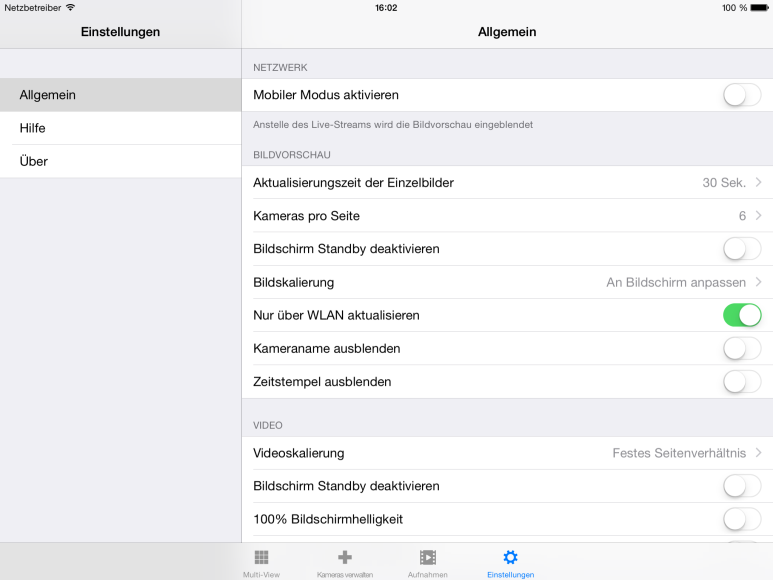 Netzbetreiber 16:02 100 %
Einstellungen
Allgemein
Hilfe
Über
Allgemein
NETZWERK
Mobiler Modus aktivieren
Anstelle des Live-Streams wird die Bildvorschau eingeblendet
BILDVORSCHAU
Aktualisierungszeit der Einzelbilder 30 Sek.
Kameras pro Seite 6
Bildschirm Standby deaktivieren
Bildskalierung An Bildschirm anpassen
Nur über WLAN aktualisieren
Kameraname ausblenden
Zeitstempel ausblenden
VIDEO
Videoskalierung Festes Seitenverhältnis
Bildschirm Standby deaktivieren
100% Bildschirmhelligkeit
Multi-View Kameras verwalten Aufnahmen Einstellungen